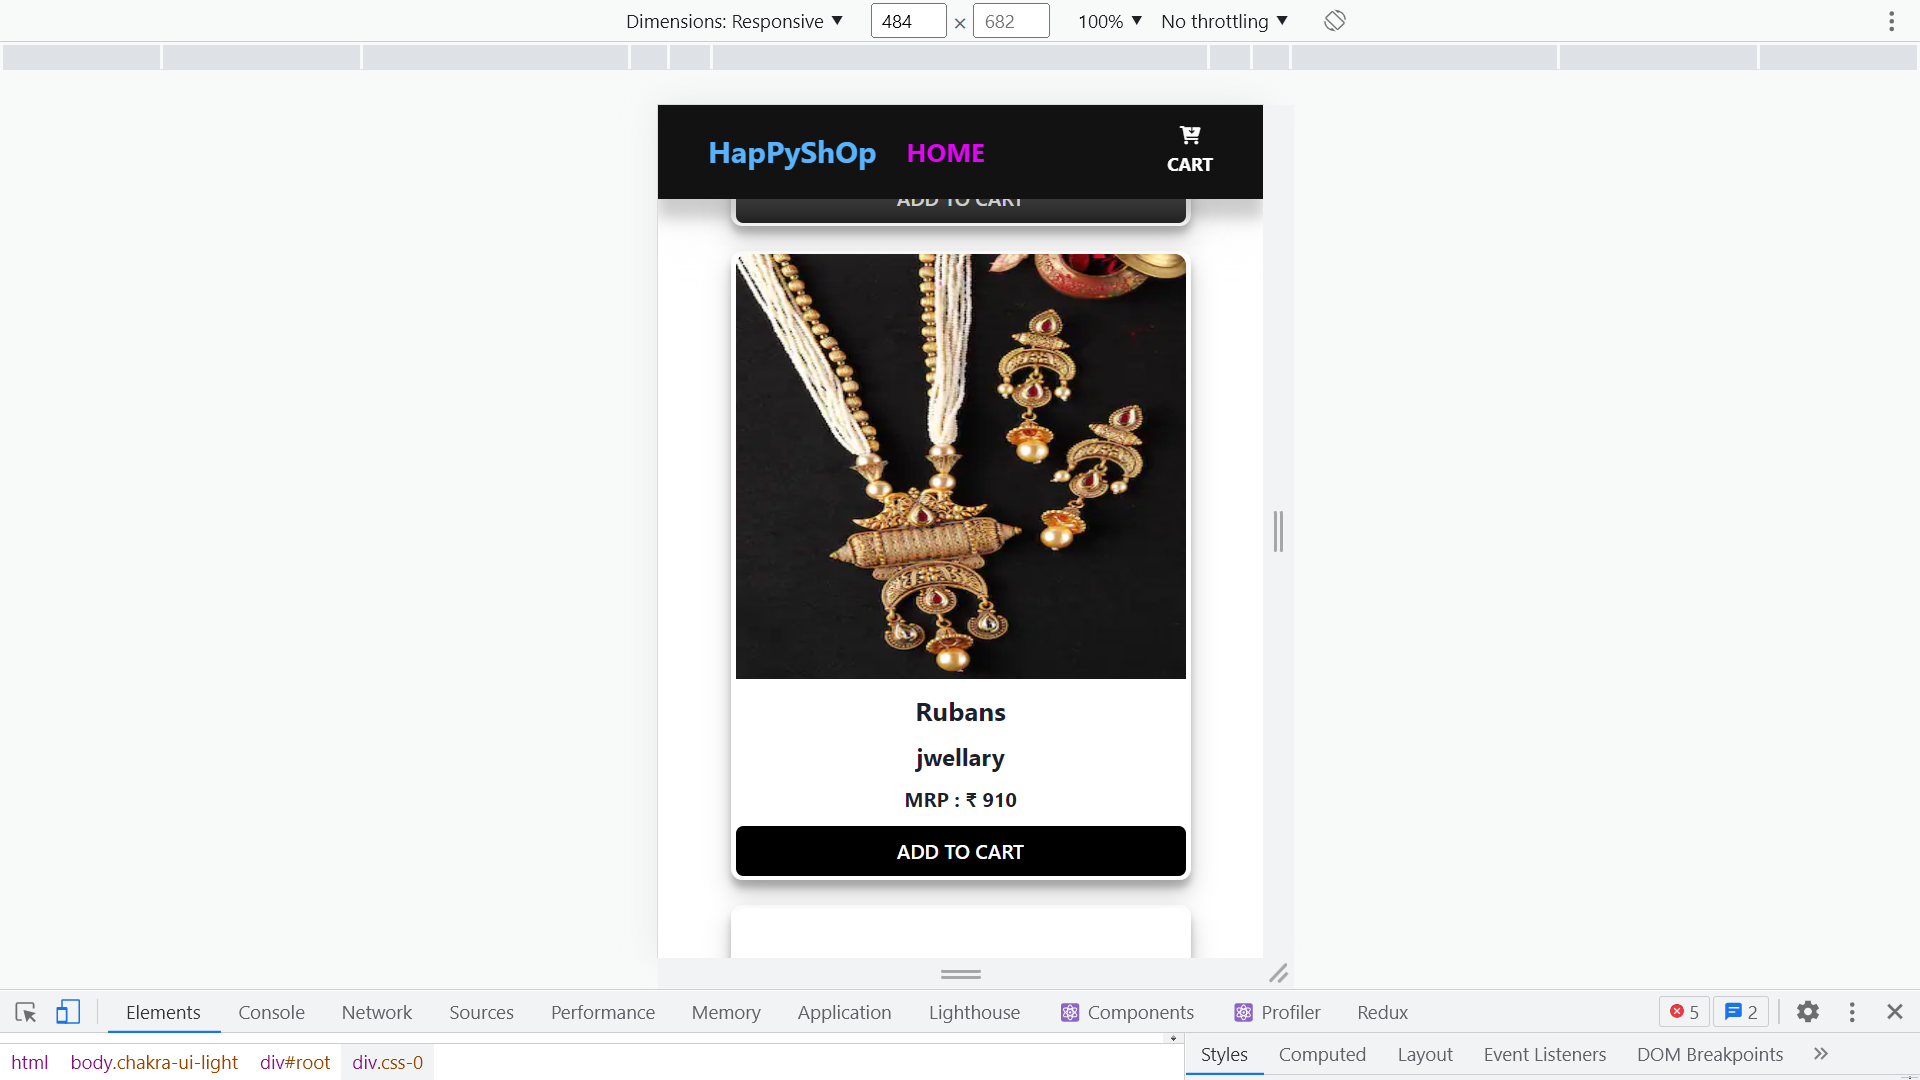 Dimensions: Responsive ▼ 484 × 682 100% ▼ No throttling ▼
HapPyShOp HOME CART
ADD TO CART
Rubans
jwellary
MRP : ₹ 910
ADD TO CART
Elements Console Network Sources Performance Memory Application Lighthouse Components Profiler Redux 5 2
html body.chakra-ui-light div#root div.css-0
Styles Computed Layout Event Listeners DOM Breakpoints »